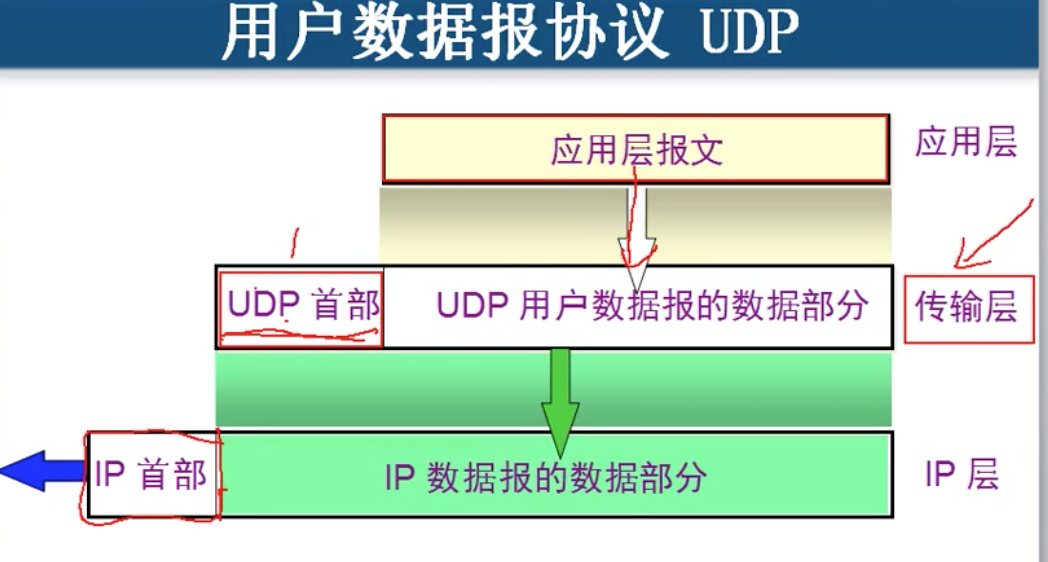 用户数据报协议 UDP
应用层报文
应用层
UDP 首部
UDP 用户数据报的数据部分
传输层
IP 首部
IP 数据报的数据部分
IP 层